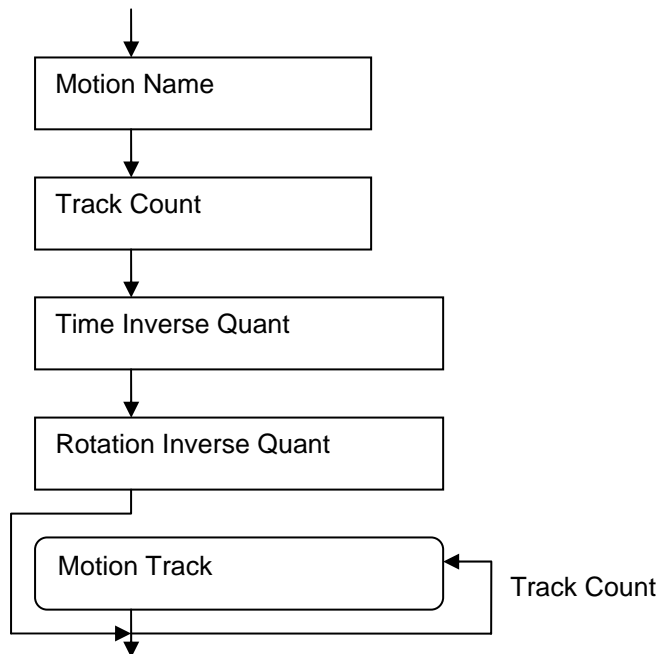 Motion Name
Track Count
Time Inverse Quant
Rotation Inverse Quant
Motion Track
Track Count